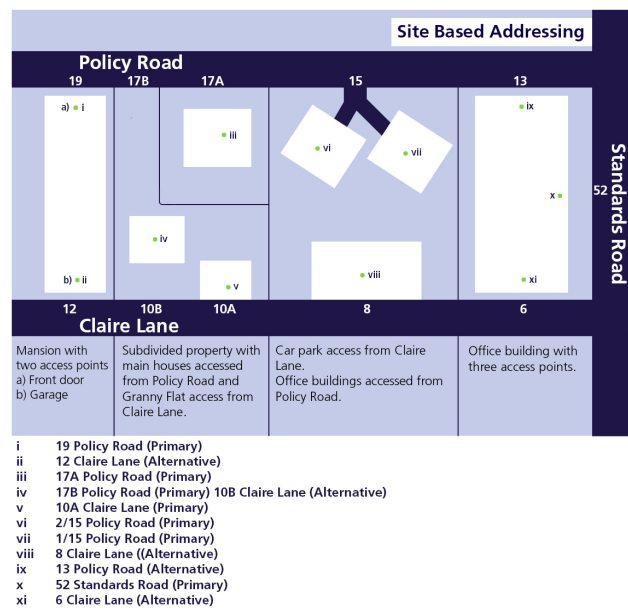 Site Based Addressing
Policy Road
19 17B 17A 15 13
a) i
ix
iii
vi
vii
Standards Road
52
x
iv
b) ii
v
viii
xi
12 10B 10A 8 6
Claire Lane
Mansion with
two access points
a) Front door
b) Garage
Subdivided property with
main houses accessed
from Policy Road and
Granny Flat access from
Claire Lane.
Car park access from Claire
Lane.
Office buildings accessed from
Policy Road.
Office building with
three access points.
i 19 Policy Road (Primary)
ii 12 Claire Lane (Alternative)
iii 17A Policy Road (Primary)
iv 17B Policy Road (Primary) 10B Claire Lane (Alternative)
v 10A Claire Lane (Primary)
vi 2/15 Policy Road (Primary)
vii 1/15 Policy Road (Primary)
viii 8 Claire Lane ((Alternative)
ix 13 Policy Road (Alternative)
x 52 Standards Road (Primary)
xi 6 Claire Lane (Alternative)